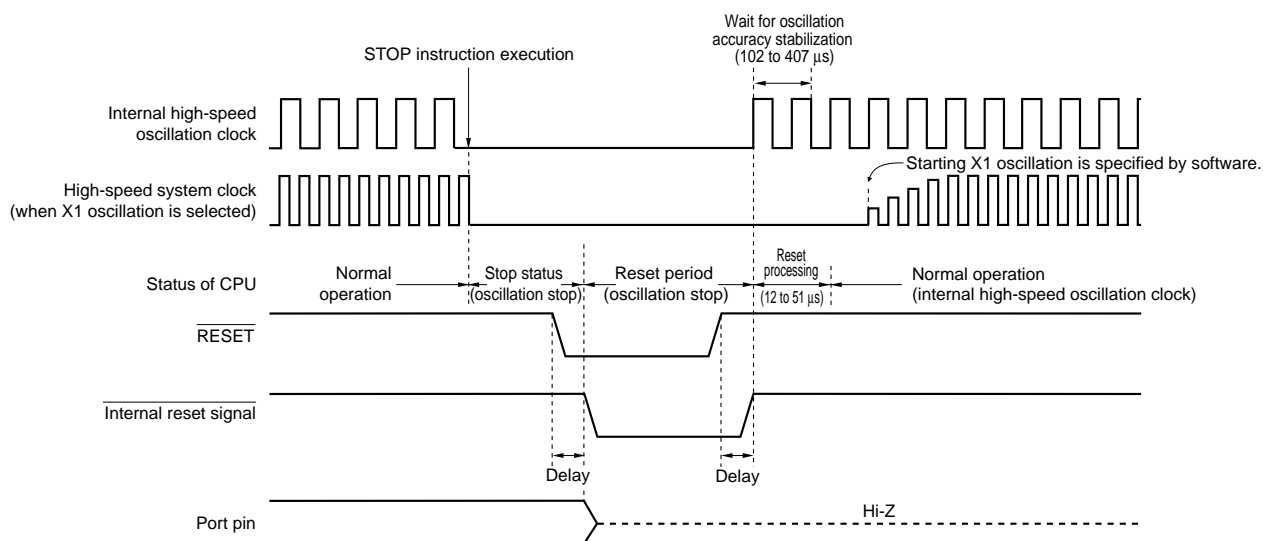 Wait for oscillation
accuracy stabilization
(102 to 407 μs)
STOP instruction execution
Internal high-speed
oscillation clock
Starting X1 oscillation is specified by software.
High-speed system clock
(when X1 oscillation is selected)
Status of CPU
Normal
operation
Stop status
(oscillation stop)
Reset period
(oscillation stop)
Reset
processing
(12 to 51 μs)
Normal operation
(internal high-speed oscillation clock)
RESET
Internal reset signal
Delay
Delay
Port pin
Hi-Z